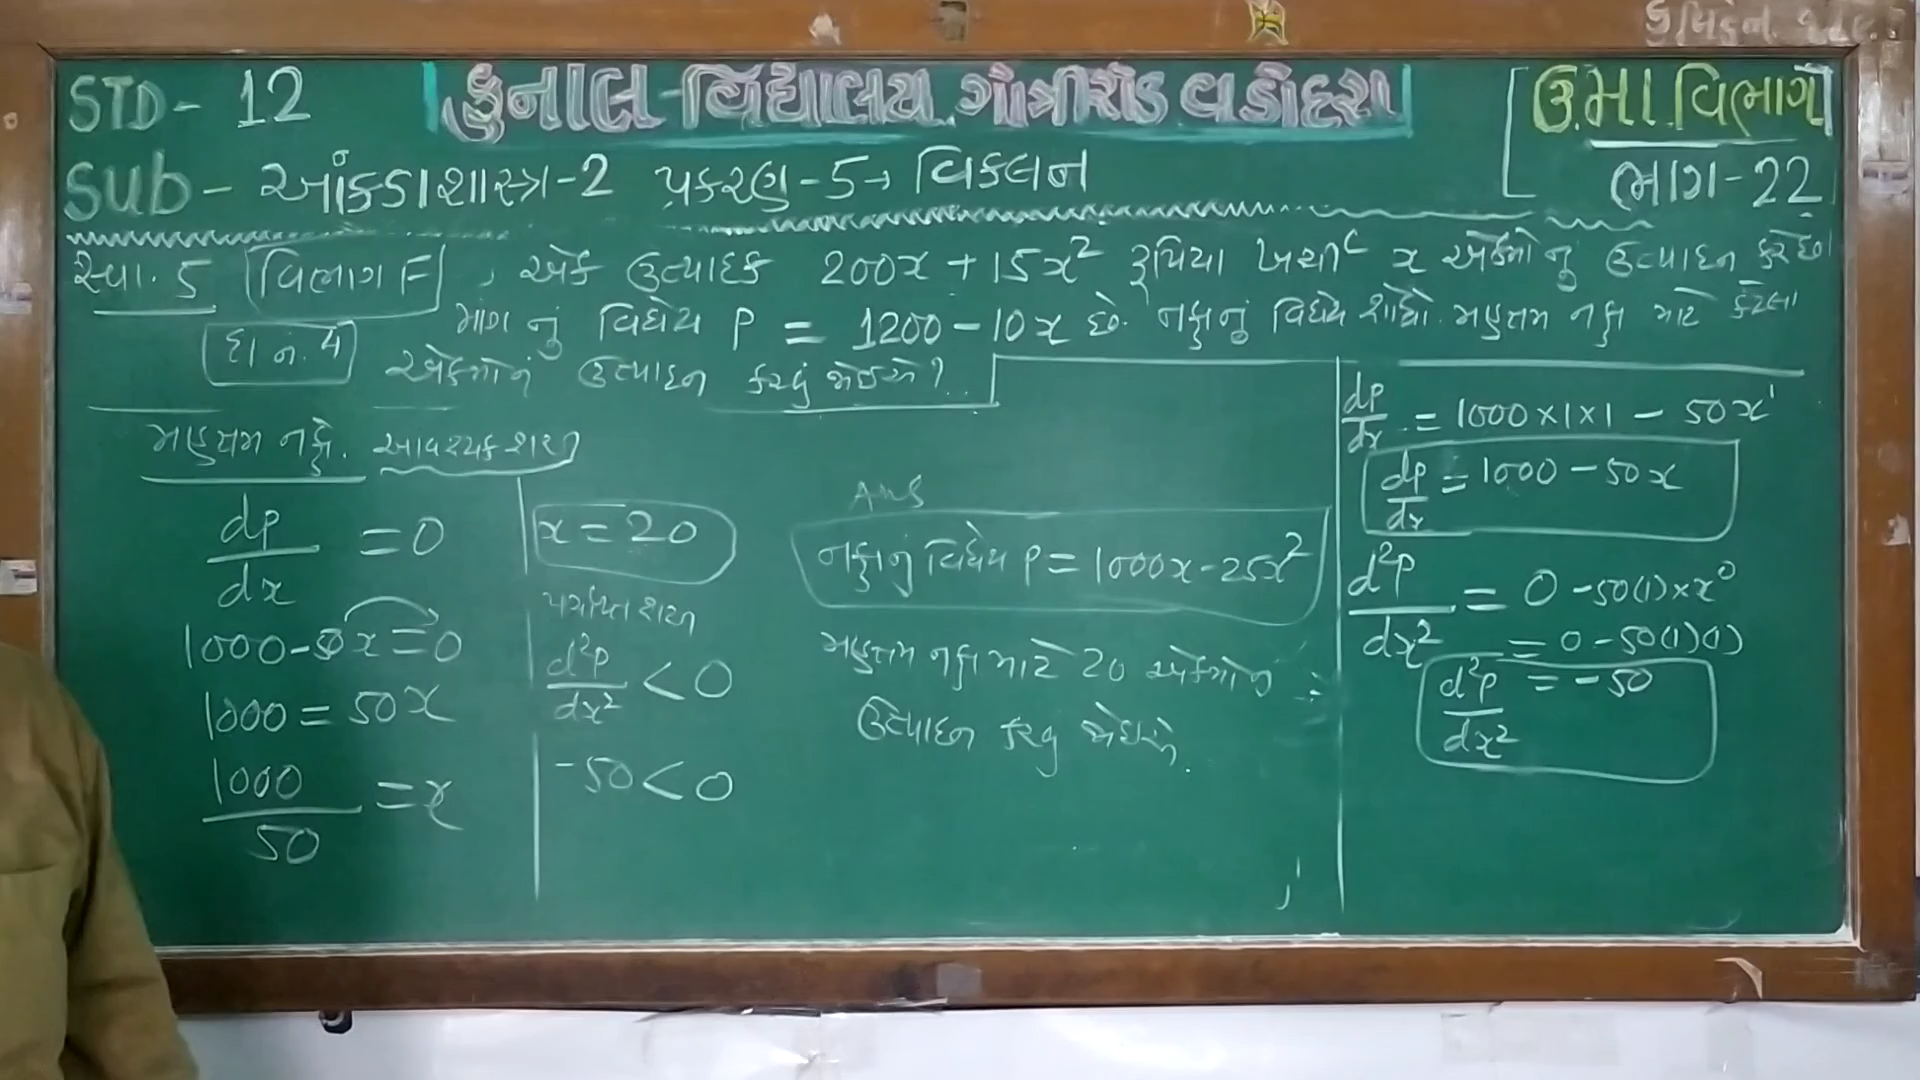 STD - 12
કુનાલ વિદ્યાલય ગોત્રીરોડ વડોદરા
ઉ.મા. વિભાગ
SUB - આંકડાશાસ્ત્ર-2 પ્રકરણ-5→ વિકલન
ભાગ-22
સ્વા. 5 વિભાગ F, એક ઉત્પાદક 200x + 15x² રૂપિયા ખર્ચી x એકમોનું ઉત્પાદન કરે છે.
માંગ નું વિધેય P = 1200 - 10x છે. નફાનું વિધેય શોધો. મહત્તમ નફા માટે કેટલા
દા નં. 4
એકમોનું ઉત્પાદન કરવું જોઈએ?
મહત્તમ નફો. આવશ્યક શરત
dp/dx = 0
1000 - 50x = 0
1000 = 50x
1000/50 = x
x = 20
પર્યાપ્ત શરત
d²p/dx² < 0
-50 < 0
Ans
નફાનું વિધેય P = 1000x - 25x²
મહત્તમ નફા માટે 20 એકમોનું
ઉત્પાદન કરવું જોઈએ.
dp/dx = 1000×1×1 - 50x¹
dp/dx = 1000 - 50x
d²p/dx² = 0 - 50(1)×x⁰
= 0 - 50(1)(1)
d²p/dx² = -50